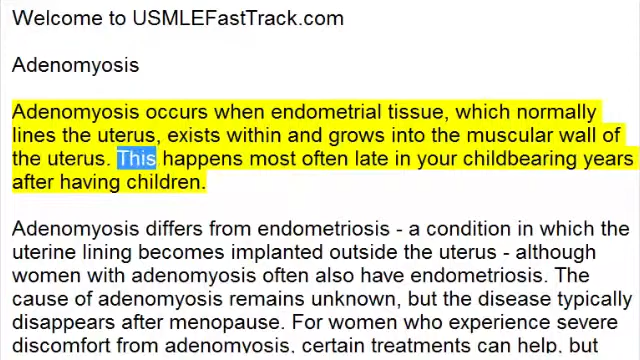 Welcome to USMLEFastTrack.com
Adenomyosis
Adenomyosis occurs when endometrial tissue, which normally
lines the uterus, exists within and grows into the muscular wall of
the uterus. This happens most often late in your childbearing years
after having children.
Adenomyosis differs from endometriosis - a condition in which the
uterine lining becomes implanted outside the uterus - although
women with adenomyosis often also have endometriosis. The
cause of adenomyosis remains unknown, but the disease typically
disappears after menopause. For women who experience severe
discomfort from adenomyosis, certain treatments can help, but